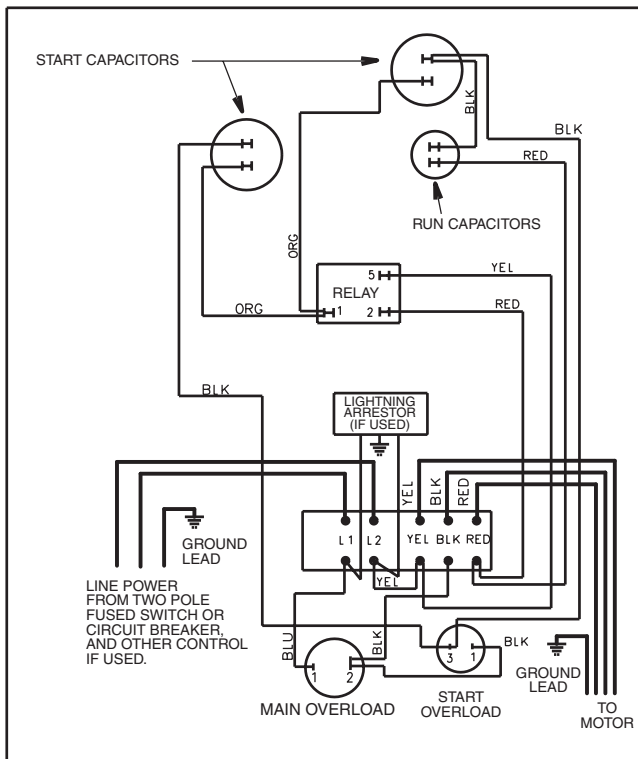 START CAPACITORS
BLK
BLK
RED
RUN CAPACITORS
ORG
5
YEL
RELAY
ORG
1
2
RED
BLK
LIGHTNING
ARRESTOR
(IF USED)
YEL
BLK
RED
L1
L2
YEL
BLK
RED
GROUND
LEAD
YEL
LINE POWER
FROM TWO POLE
FUSED SWITCH OR
CIRCUIT BREAKER,
AND OTHER CONTROL
IF USED.
BLU
BLK
1
2
MAIN OVERLOAD
3
1
BLK
START
OVERLOAD
GROUND
LEAD
TO
MOTOR